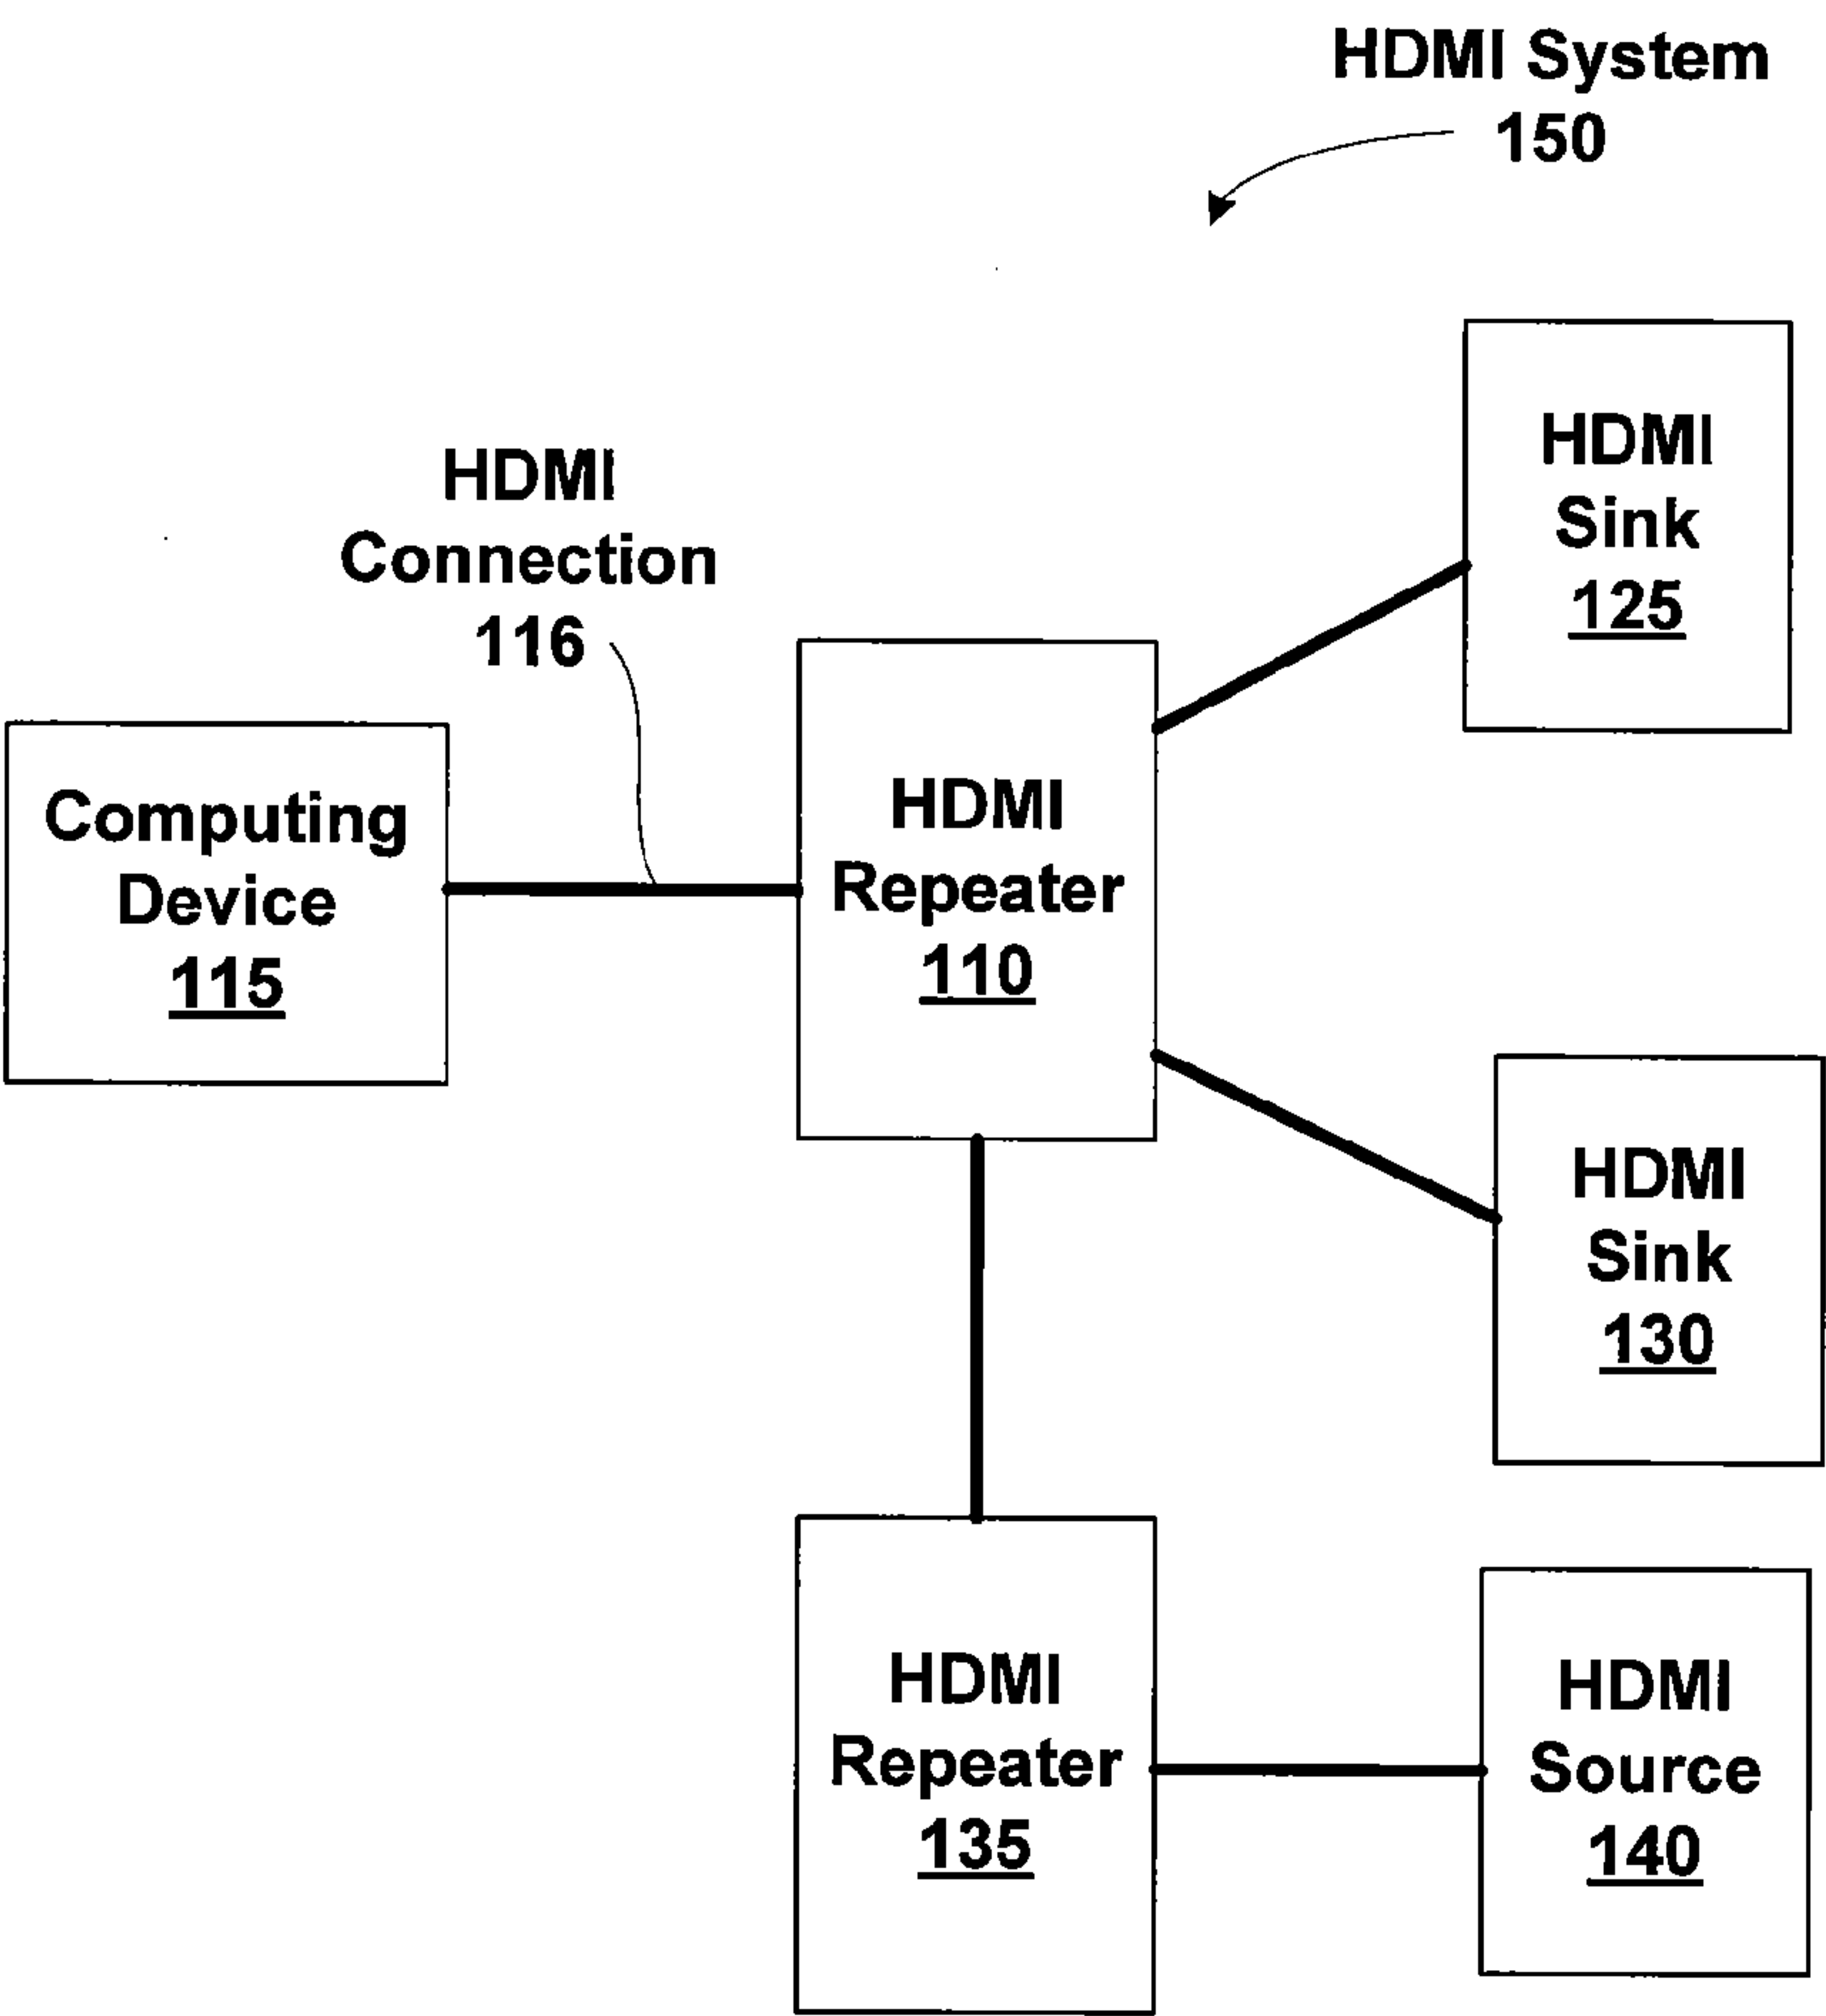 HDMI System
150
HDMI
Connection
116
HDMI
Sink
125
Computing
Device
115
HDMI
Repeater
110
HDMI
Sink
130
HDMI
Repeater
135
HDMI
Source
140